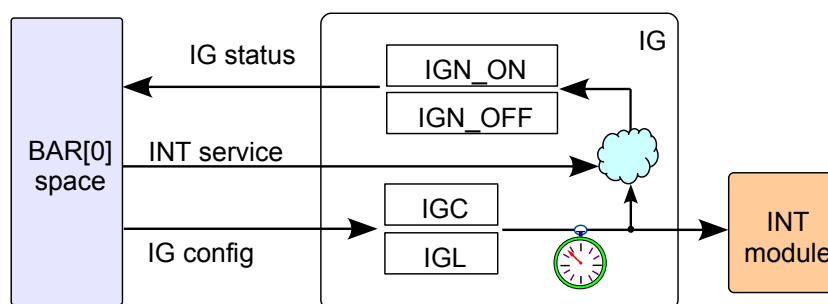 IG
IG status
IGN_ON
IGN_OFF
BAR[0]
space
INT service
IGC
IG config
IGL
INT
module